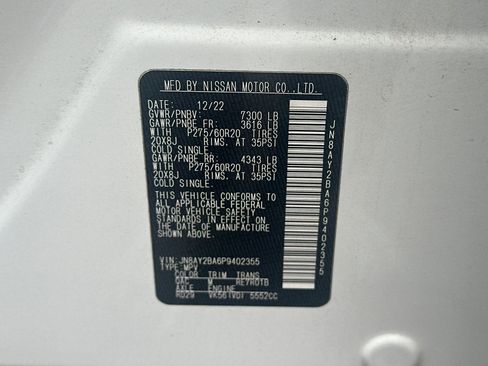 MFD BY NISSAN MOTOR CO.,LTD.
DATE: 12/22
GVWR/PNBV: 7300 LB
GAWR/PNBE FR: 3616 LB
WITH P275/60R20 TIRES
20X8J RIMS. AT 35PSI
COLD SINGLE.
GAWR/PNBE RR: 4343 LB
WITH P275/60R20 TIRES
20X8J RIMS. AT 35PSI
COLD SINGLE.
THIS VEHICLE CONFORMS TO
ALL APPLICABLE FEDERAL
MOTOR VEHICLE SAFETY
STANDARDS IN EFFECT ON
THE DATE OF MANUFACTURE
SHOWN ABOVE.
VIN: JN8AY2BA6P9402355
TYPE:MPV
COLOR TRIM TRANS
QAC M RE7R01B
AXLE ENGINE
R029 VK56(VD) 5552CC
JN8AY2BA6P9402355